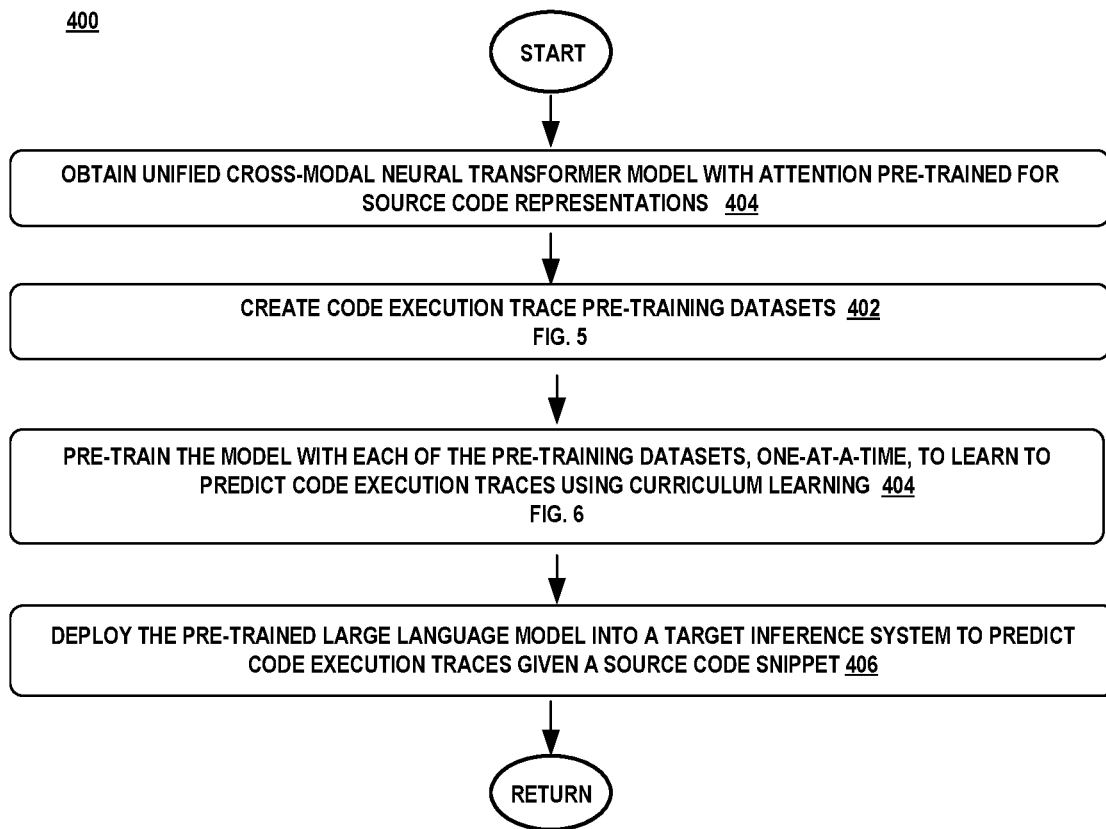 400
START
OBTAIN UNIFIED CROSS-MODAL NEURAL TRANSFORMER MODEL WITH ATTENTION PRE-TRAINED FOR
SOURCE CODE REPRESENTATIONS 404
CREATE CODE EXECUTION TRACE PRE-TRAINING DATASETS 402
FIG. 5
PRE-TRAIN THE MODEL WITH EACH OF THE PRE-TRAINING DATASETS, ONE-AT-A-TIME, TO LEARN TO
PREDICT CODE EXECUTION TRACES USING CURRICULUM LEARNING 404
FIG. 6
DEPLOY THE PRE-TRAINED LARGE LANGUAGE MODEL INTO A TARGET INFERENCE SYSTEM TO PREDICT
CODE EXECUTION TRACES GIVEN A SOURCE CODE SNIPPET 406
RETURN